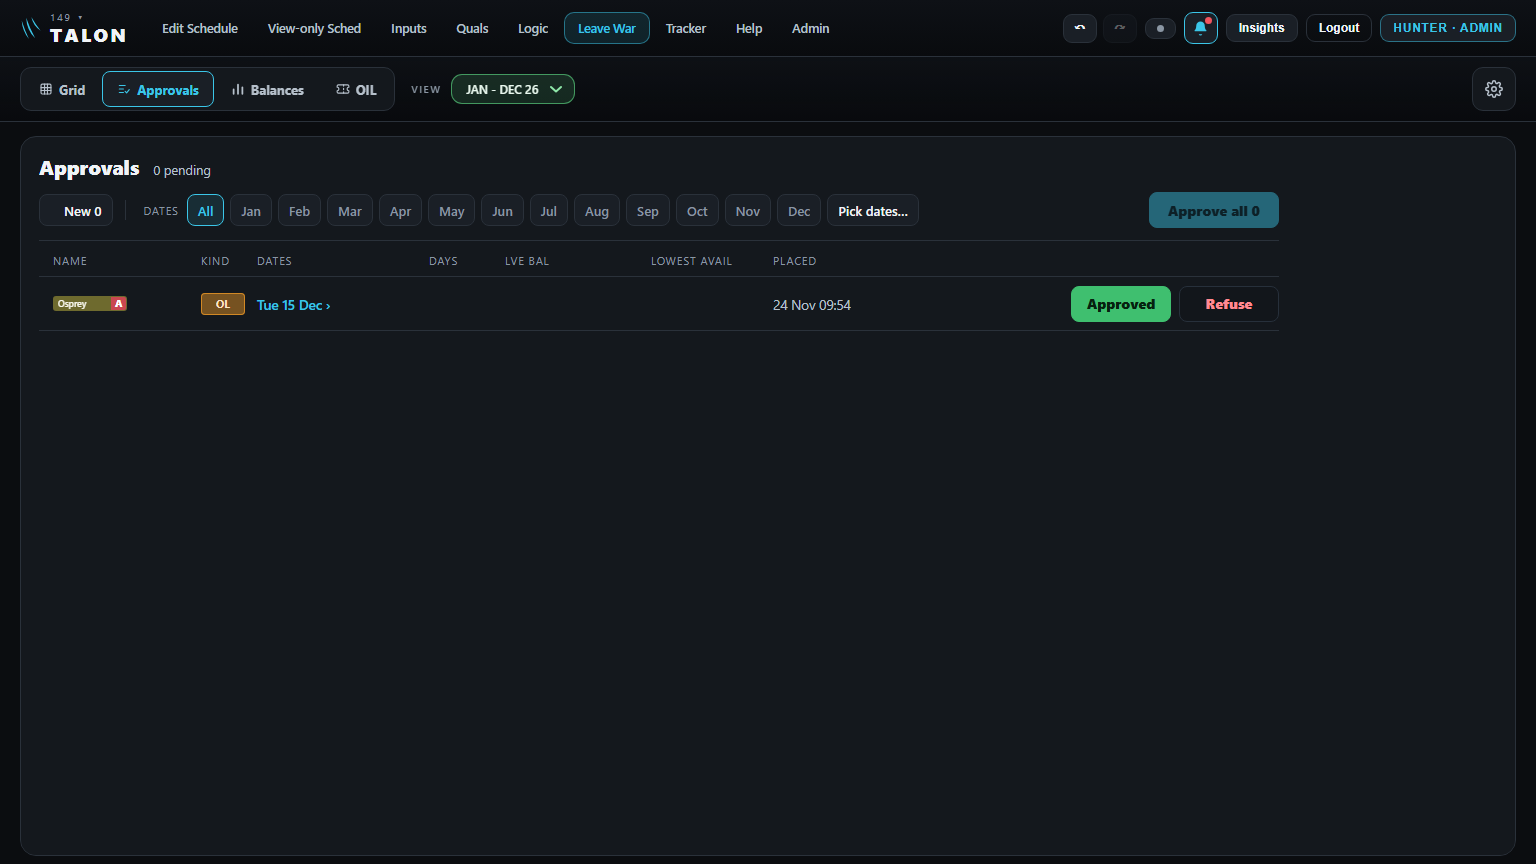 149
TALON
Edit Schedule
View-only Sched
Inputs
Quals
Logic
Leave War
Tracker
Help
Admin
Insights
Logout
HUNTER · ADMIN
Grid
Approvals
Balances
OIL
VIEW
JAN - DEC 26
Approvals
0 pending
New 0
DATES
All
Jan
Feb
Mar
Apr
May
Jun
Jul
Aug
Sep
Oct
Nov
Dec
Pick dates...
Approve all 0
NAME
KIND
DATES
DAYS
LVE BAL
LOWEST AVAIL
PLACED
Osprey
A
OL
Tue 15 Dec ›
24 Nov 09:54
Approved
Refuse